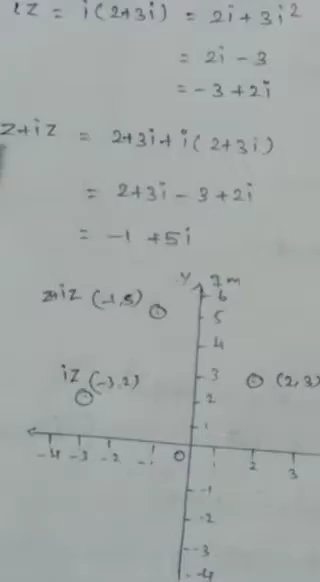 iz = i(2+3i) = 2i + 3i²
= 2i - 3
= -3 + 2i
z+iz = 2+3i+i(2+3i)
= 2+3i - 3 + 2i
= -1 + 5i
y Im
z+iz (-1,5) 6
5
4
iz (-3,2) 3 (2,3)
2
1
-4 -3 -2 -1 0 1 2 3
-1
-2
-3
-4